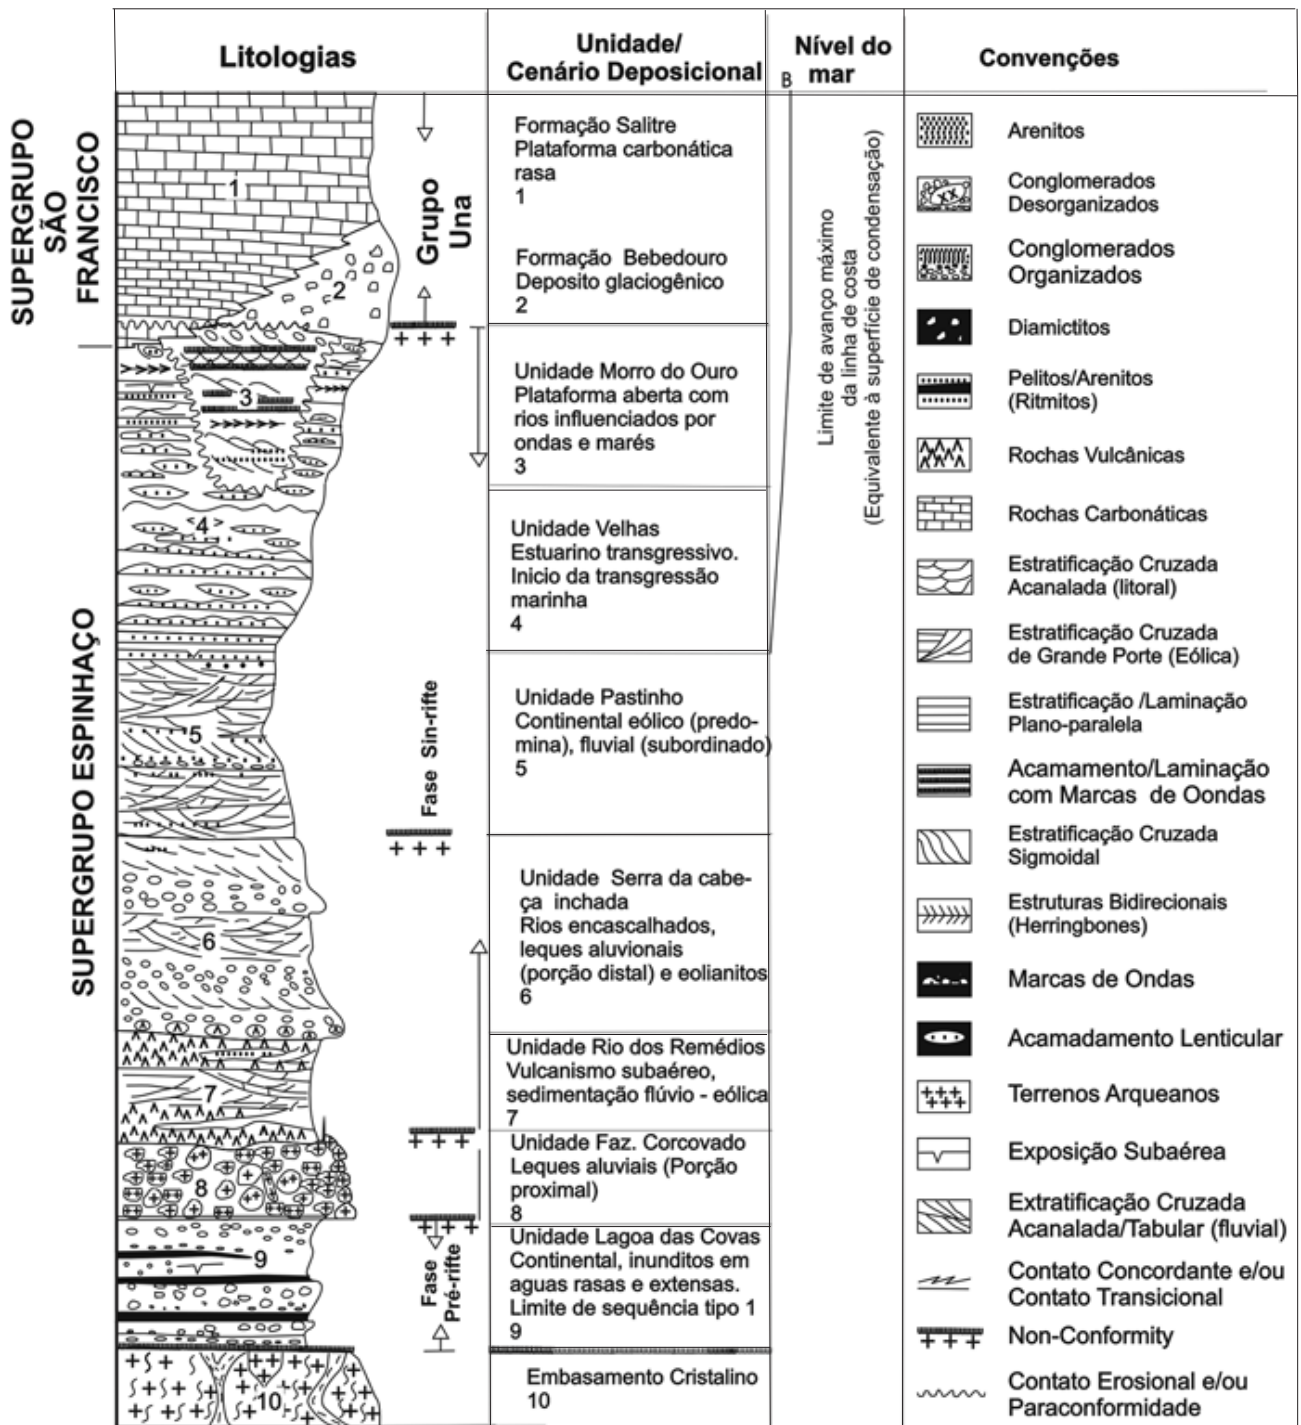 Litologias
Unidade/
Cenário Deposicional
Nível do
mar
B
Convenções
SUPERGRUPO
SÃO
FRANCISCO
SUPERGRUPO ESPINHAÇO
1
2
3
<4>
5
6
7
8
9
10
Grupo
Una
Fase Sin-rifte
Fase
Pré-rifte
Formação Salitre
Plataforma carbonática
rasa
1
Formação Bebedouro
Deposito glaciogênico
2
Unidade Morro do Ouro
Plataforma aberta com
rios influenciados por
ondas e marés
3
Unidade Velhas
Estuarino transgressivo.
Inicio da transgressão
marinha
4
Unidade Pastinho
Continental eólico (predo-
mina), fluvial (subordinado)
5
Unidade Serra da cabe-
ça inchada
Rios encascalhados,
leques aluvionais
(porção distal) e eolianitos
6
Unidade Rio dos Remédios
Vulcanismo subaéreo,
sedimentação flúvio - eólica
7
Unidade Faz. Corcovado
Leques aluviais (Porção
proximal)
8
Unidade Lagoa das Covas
Continental, inunditos em
aguas rasas e extensas.
Limite de sequência tipo 1
9
Embasamento Cristalino
10
Limite de avanço máximo
da linha de costa
(Equivalente à superfície de condensação)
Arenitos
Conglomerados
Desorganizados
Conglomerados
Organizados
Diamictitos
Pelitos/Arenitos
(Ritmitos)
Rochas Vulcânicas
Rochas Carbonáticas
Estratificação Cruzada
Acanalada (litoral)
Estratificação Cruzada
de Grande Porte (Eólica)
Estratificação /Laminação
Plano-paralela
Acamamento/Laminação
com Marcas de Oondas
Estratificação Cruzada
Sigmoidal
Estruturas Bidirecionais
(Herringbones)
Marcas de Ondas
Acamadamento Lenticular
Terrenos Arqueanos
Exposição Subaérea
Extratificação Cruzada
Acanalada/Tabular (fluvial)
Contato Concordante e/ou
Contato Transicional
Non-Conformity
Contato Erosional e/ou
Paraconformidade